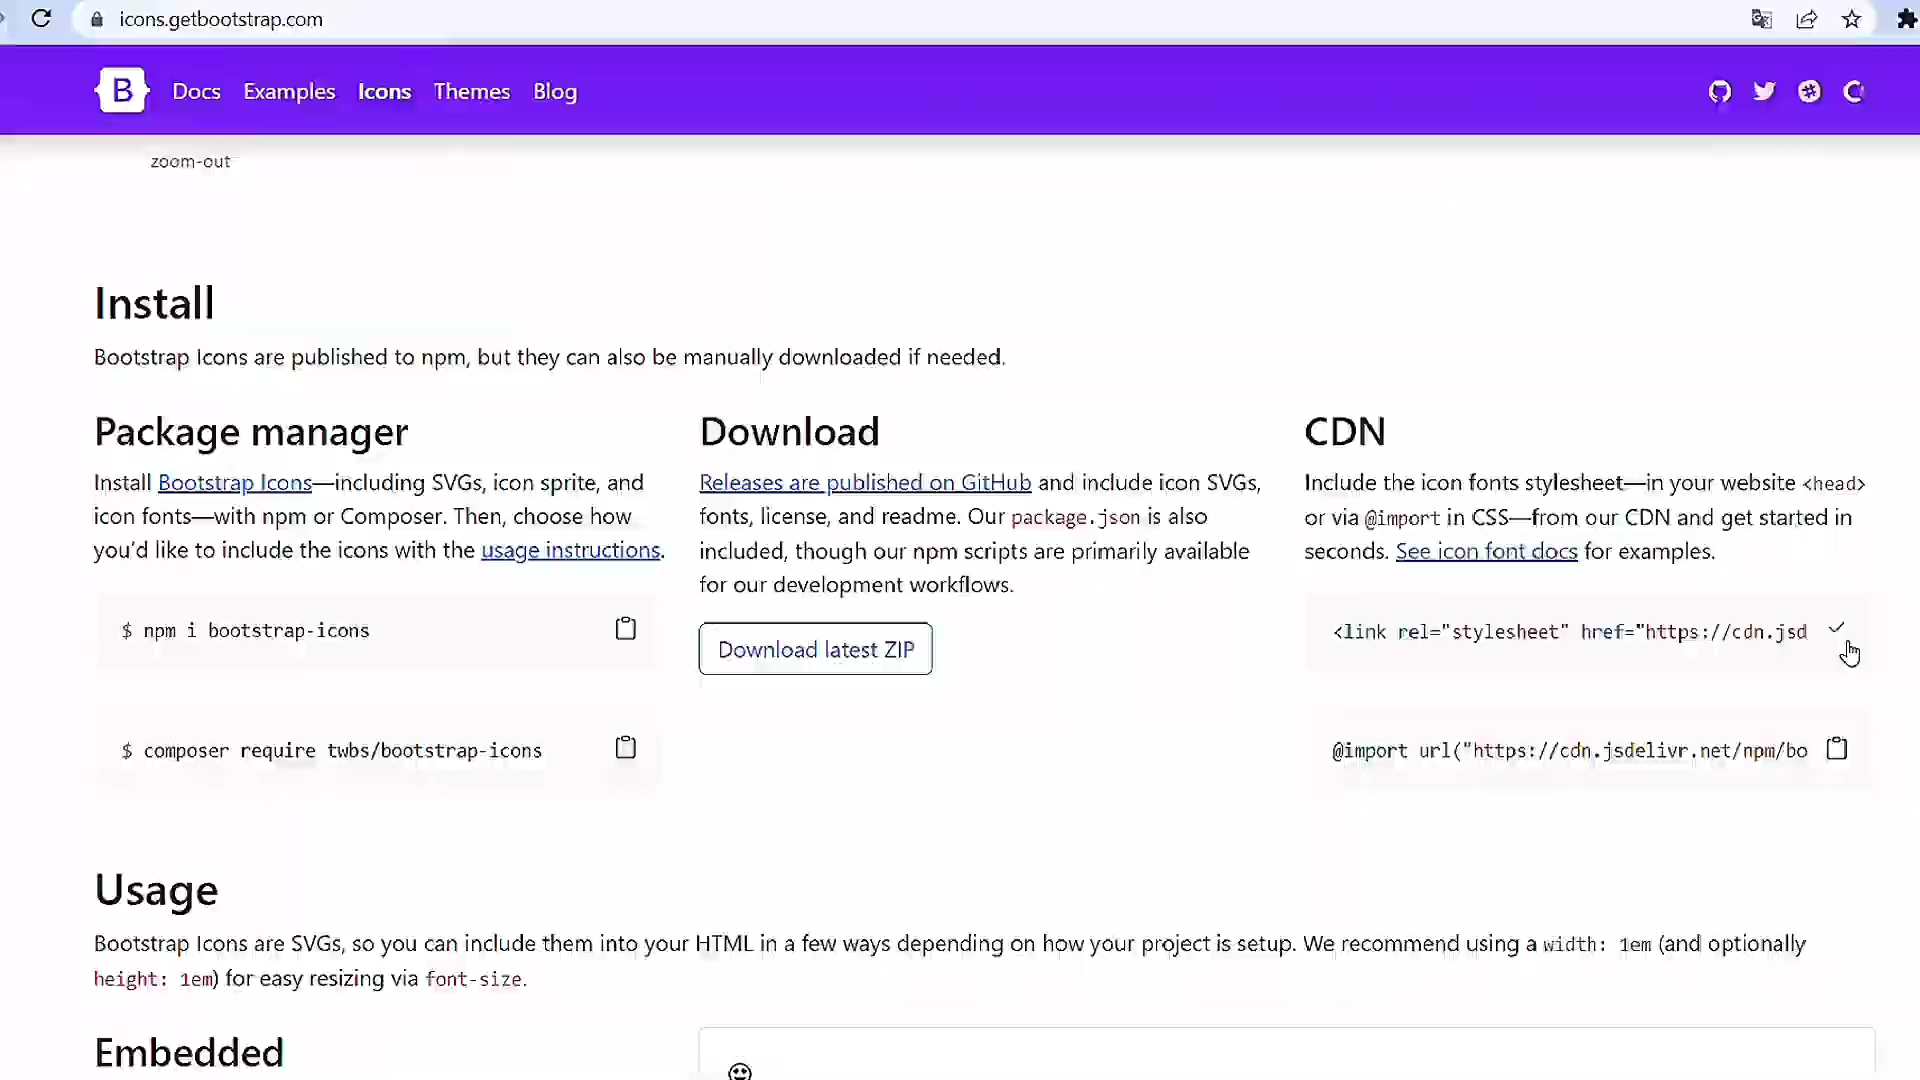 icons.getbootstrap.com
B
Docs Examples Icons Themes Blog
zoom-out
Install
Bootstrap Icons are published to npm, but they can also be manually downloaded if needed.
Package manager
Install Bootstrap Icons—including SVGs, icon sprite, and
icon fonts—with npm or Composer. Then, choose how
you’d like to include the icons with the usage instructions.
$ npm i bootstrap-icons
$ composer require twbs/bootstrap-icons
Download
Releases are published on GitHub and include icon SVGs,
fonts, license, and readme. Our package.json is also
included, though our npm scripts are primarily available
for our development workflows.
Download latest ZIP
CDN
Include the icon fonts stylesheet—in your website <head>
or via @import in CSS—from our CDN and get started in
seconds. See icon font docs for examples.
<link rel="stylesheet" href="https://cdn.jsd
@import url("https://cdn.jsdelivr.net/npm/bo
Usage
Bootstrap Icons are SVGs, so you can include them into your HTML in a few ways depending on how your project is setup. We recommend using a width: 1em (and optionally
height: 1em) for easy resizing via font-size.
Embedded